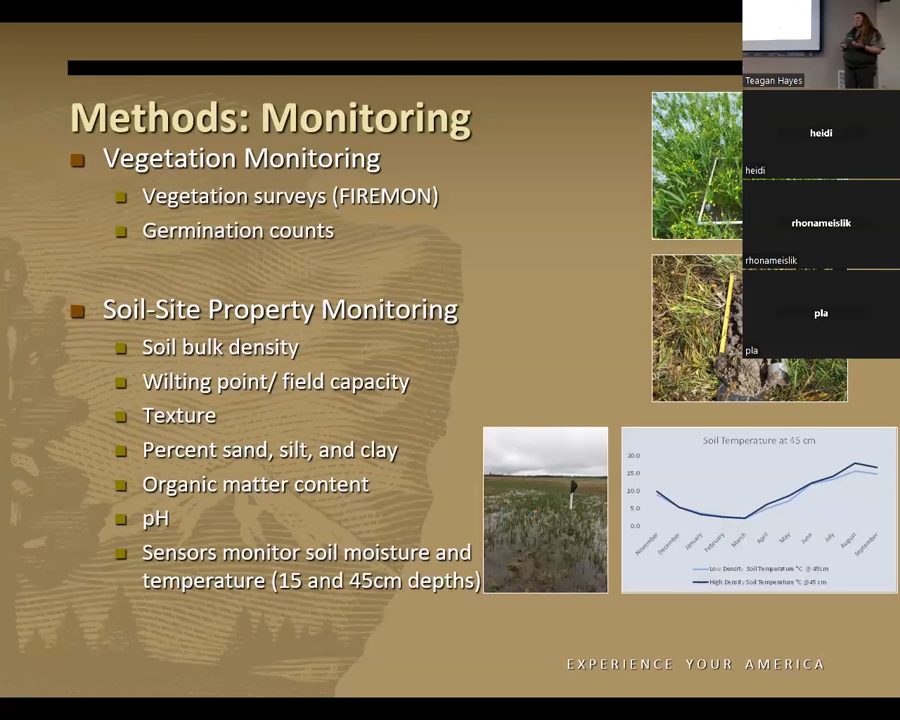 Methods: Monitoring
Vegetation Monitoring
Vegetation surveys (FIREMON)
Germination counts
Soil-Site Property Monitoring
Soil bulk density
Wilting point/ field capacity
Texture
Percent sand, silt, and clay
Organic matter content
pH
Sensors monitor soil moisture and
temperature (15 and 45cm depths)
Teagan Hayes
heidi
heidi
rhonameislik
rhonameislik
pla
pla
Soil Temperature at 45 cm
20.0
15.0
10.0
5.0
0.0
November
December
January
February
March
April
May
June
July
August
September
Low Density: Soil Temperature °C @ 45cm
High Density: Soil Temperature °C @ 45 cm
EXPERIENCE YOUR AMERICA